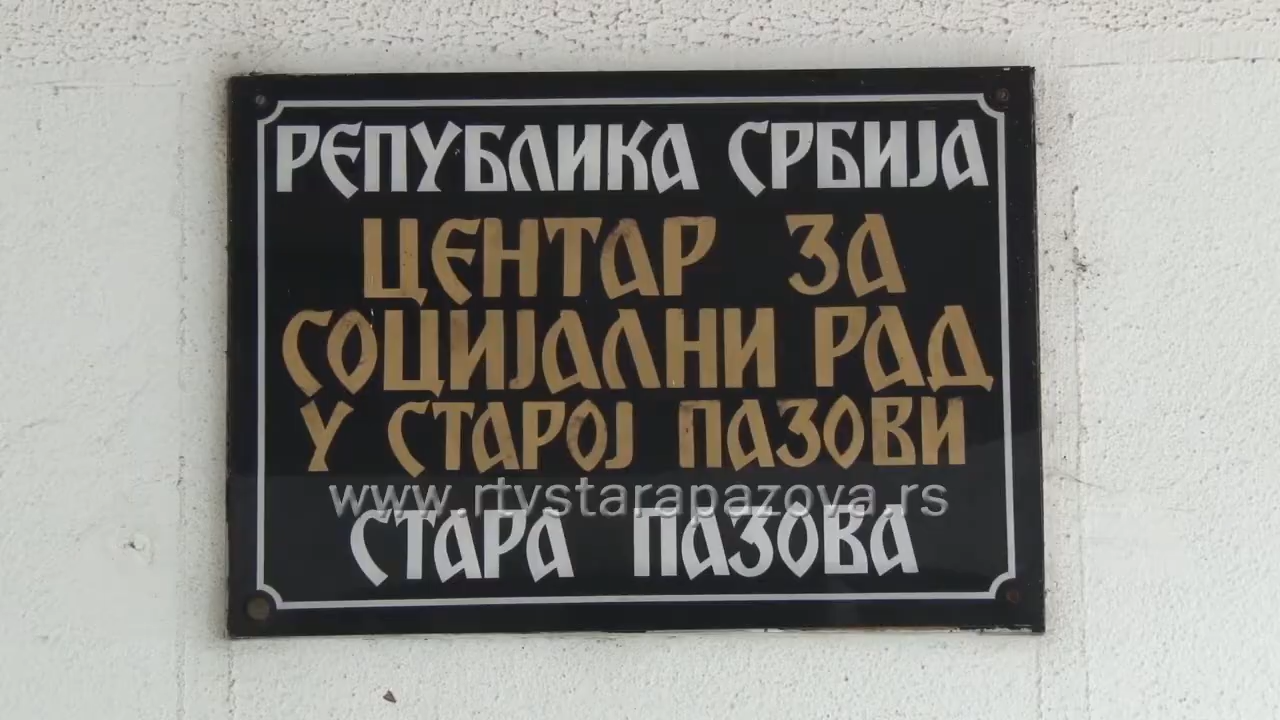 РЕПУБЛИКА СРБИЈА
ЦЕНТАР ЗА
СОЦИЈАЛНИ РАД
У СТАРОЈ ПАЗОВИ
www.rtvstarapazova.rs
СТАРА ПАЗОВА